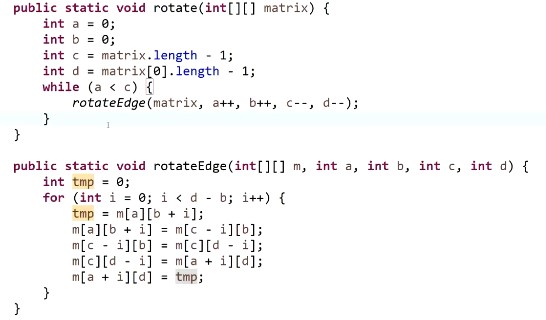 public static void rotate(int[][] matrix) {
    int a = 0;
    int b = 0;
    int c = matrix.length - 1;
    int d = matrix[0].length - 1;
    while (a < c) {
        rotateEdge(matrix, a++, b++, c--, d--);
    }
}
public static void rotateEdge(int[][] m, int a, int b, int c, int d) {
    int tmp = 0;
    for (int i = 0; i < d - b; i++) {
        tmp = m[a][b + i];
        m[a][b + i] = m[c - i][b];
        m[c - i][b] = m[c][d - i];
        m[c][d - i] = m[a + i][d];
        m[a + i][d] = tmp;
    }
}